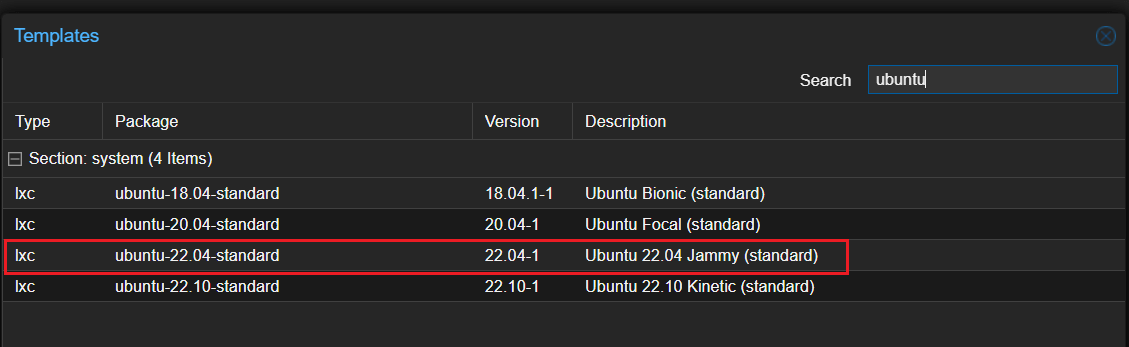 Templates
Search ubuntu
Type Package Version Description
Section: system (4 Items)
lxc ubuntu-18.04-standard 18.04.1-1 Ubuntu Bionic (standard)
lxc ubuntu-20.04-standard 20.04-1 Ubuntu Focal (standard)
lxc ubuntu-22.04-standard 22.04-1 Ubuntu 22.04 Jammy (standard)
lxc ubuntu-22.10-standard 22.10-1 Ubuntu 22.10 Kinetic (standard)